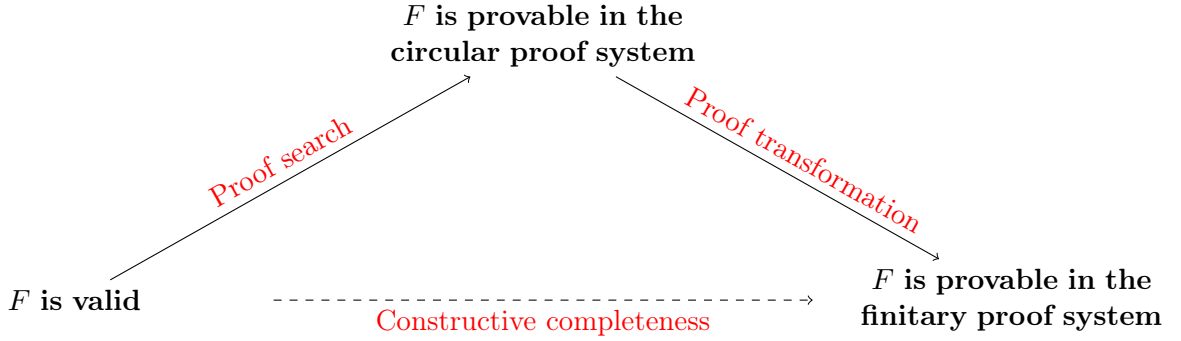 F is provable in the
circular proof system
Proof search
Proof transformation
F is valid
Constructive completeness
F is provable in the
finitary proof system